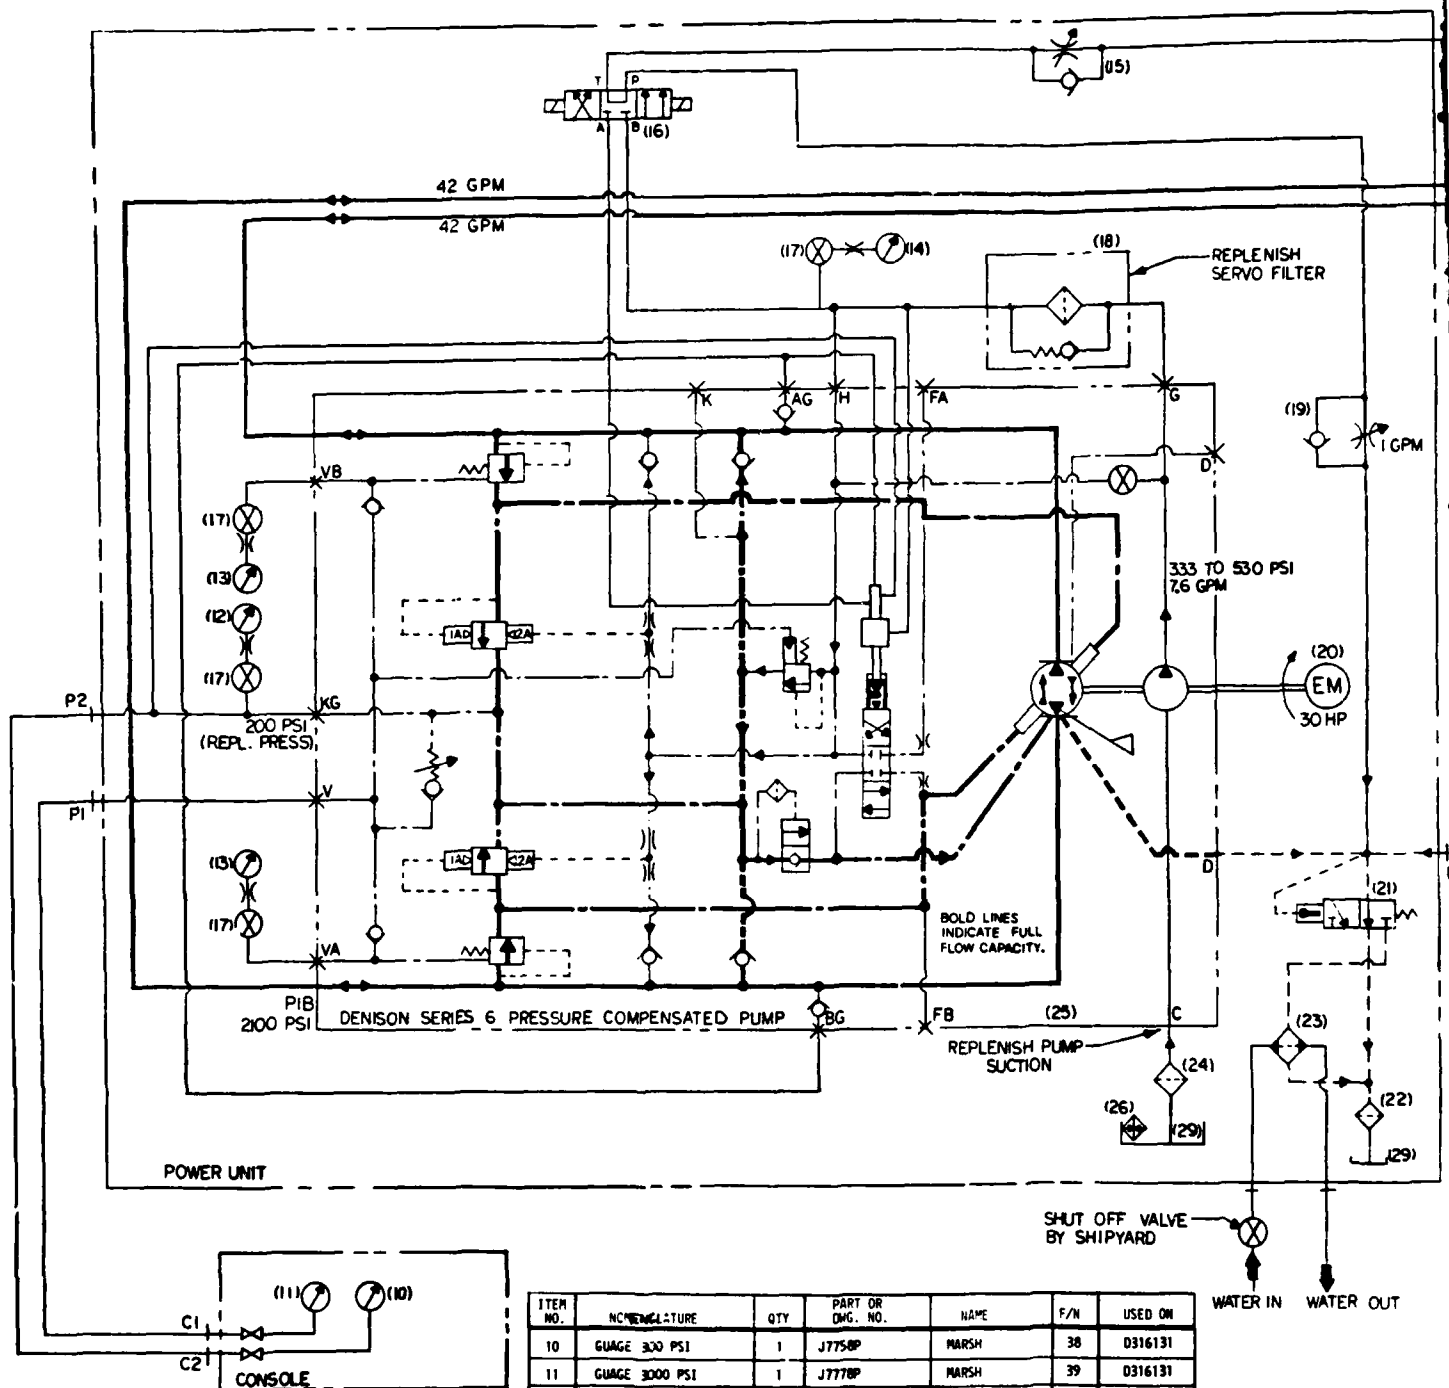 (15)
T P
A B (16)
42 GPM
42 GPM
(17) (14)
(18)
REPLENISH
SERVO FILTER
K AG H FA G
(19)
1 GPM
VB
D
(17)
(13)
(12)
(17)
333 TO 530 PSI
7.6 GPM
1A 2A
(20)
EM
30 HP
P2
KG
200 PSI
(REPL. PRESS)
V
P1
(13)
(17)
1A 2A
D
(21)
BOLD LINES
INDICATE FULL
FLOW CAPACITY.
VA
P1B
2100 PSI
DENISON SERIES 6 PRESSURE COMPENSATED PUMP
BG FB (25) C
REPLENISH PUMP
SUCTION
(23)
(24)
(26)
(29)
(22)
(29)
POWER UNIT
SHUT OFF VALVE
BY SHIPYARD
WATER IN WATER OUT
(11) (10)
C1
C2
CONSOLE
ITEM NO. NOMENGLATURE QTY PART OR DWG. NO. NAME F/N USED ON
10 GUAGE 300 PSI 1 J7758P MARSH 38 D316131
11 GUAGE 3000 PSI 1 J7778P MARSH 39 D316131